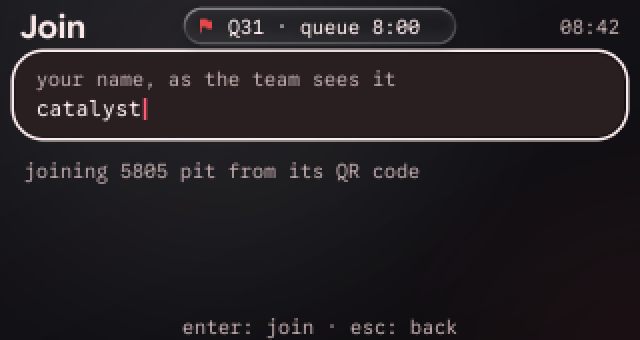 Join
Q31 · queue 8:00
08:42
your name, as the team sees it
catalyst
joining 5805 pit from its QR code
enter: join · esc: back